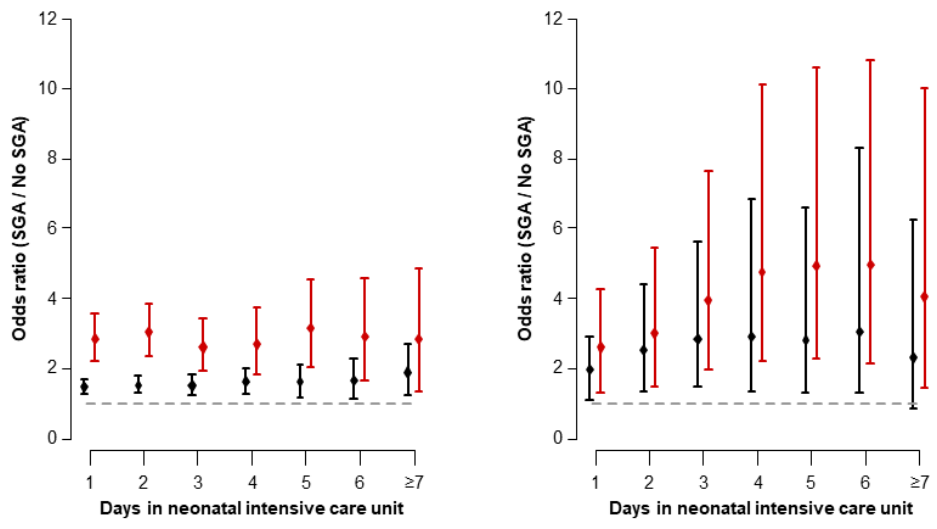 12
10
8
6
4
2
0
Odds ratio (SGA / No SGA)
1 2 3 4 5 6 ≥7
Days in neonatal intensive care unit
12
10
8
6
4
2
0
Odds ratio (SGA / No SGA)
1 2 3 4 5 6 ≥7
Days in neonatal intensive care unit